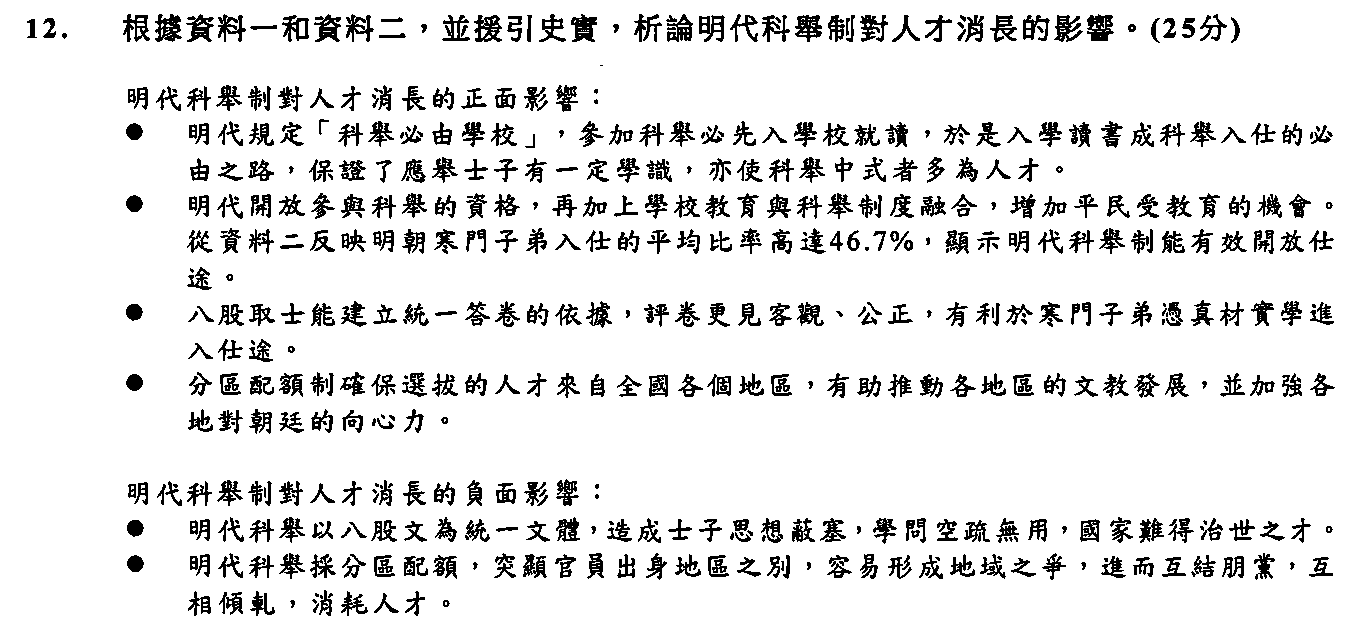 12. 根據資料一和資料二，並援引史實，析論明代科舉制對人才消長的影響。(25分)
明代科舉制對人才消長的正面影響：
● 明代規定「科舉必由學校」，參加科舉必先入學校就讀，於是入學讀書成科舉入仕的必
由之路，保證了應舉士子有一定學識，亦使科舉中式者多為人才。
● 明代開放參與科舉的資格，再加上學校教育與科舉制度融合，增加平民受教育的機會。
從資料二反映明朝寒門子弟入仕的平均比率高達46.7%，顯示明代科舉制能有效開放仕
途。
● 八股取士能建立統一答卷的依據，評卷更見客觀、公正，有利於寒門子弟憑真材實學進
入仕途。
● 分區配額制確保選拔的人才來自全國各個地區，有助推動各地區的文教發展，並加強各
地對朝廷的向心力。
明代科舉制對人才消長的負面影響：
● 明代科舉以八股文為統一文體，造成士子思想蔽塞，學問空疏無用，國家難得治世之才。
● 明代科舉採分區配額，突顯官員出身地區之別，容易形成地域之爭，進而互結朋黨，互
相傾軋，消耗人才。